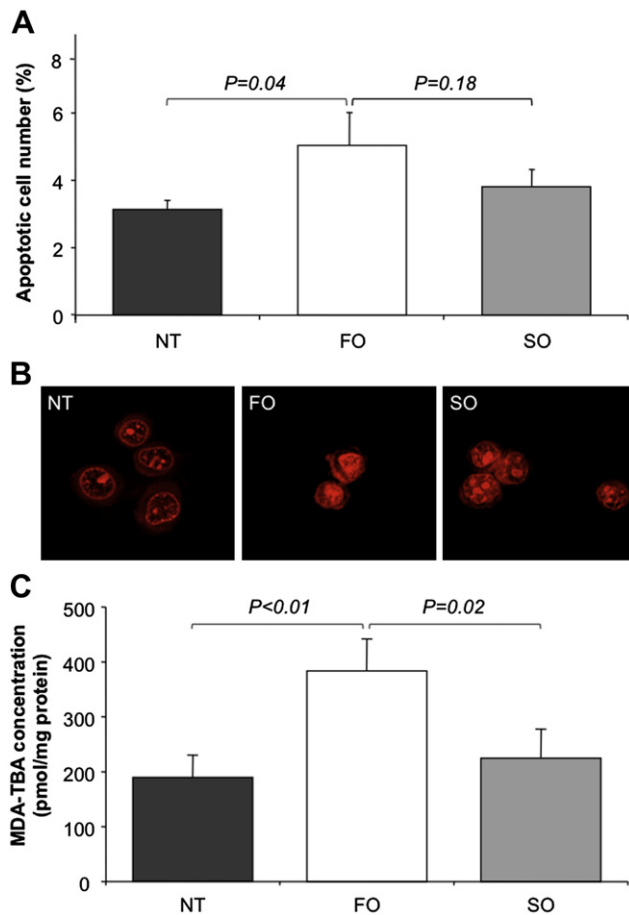 A
Apoptotic cell number (%)
8
6
4
2
0
P=0.04
P=0.18
NT FO SO
B
NT FO SO
C
MDA-TBA concentration
(pmol/mg protein)
500
400
300
200
100
0
P<0.01
P=0.02
NT FO SO